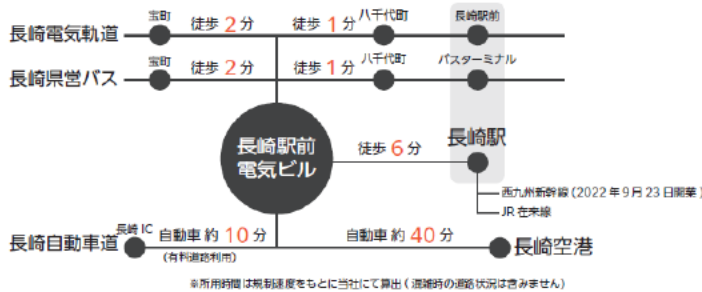 長崎電気軌道 宝町 徒歩 2 分 徒歩 1 分 八千代町 長崎駅前
長崎県営バス 宝町 徒歩 2 分 徒歩 1 分 八千代町 バスターミナル
長崎駅前
電気ビル
徒歩 6 分
長崎駅
西九州新幹線 (2022 年 9 月 23 日開業)
JR 在来線
長崎自動車道 長崎 IC 自動車 約 10 分 自動車 約 40 分 長崎空港
(有料道路利用)
※所用時間は規制速度をもとに当社にて算出 ( 混雑時の道路状況は含みません)